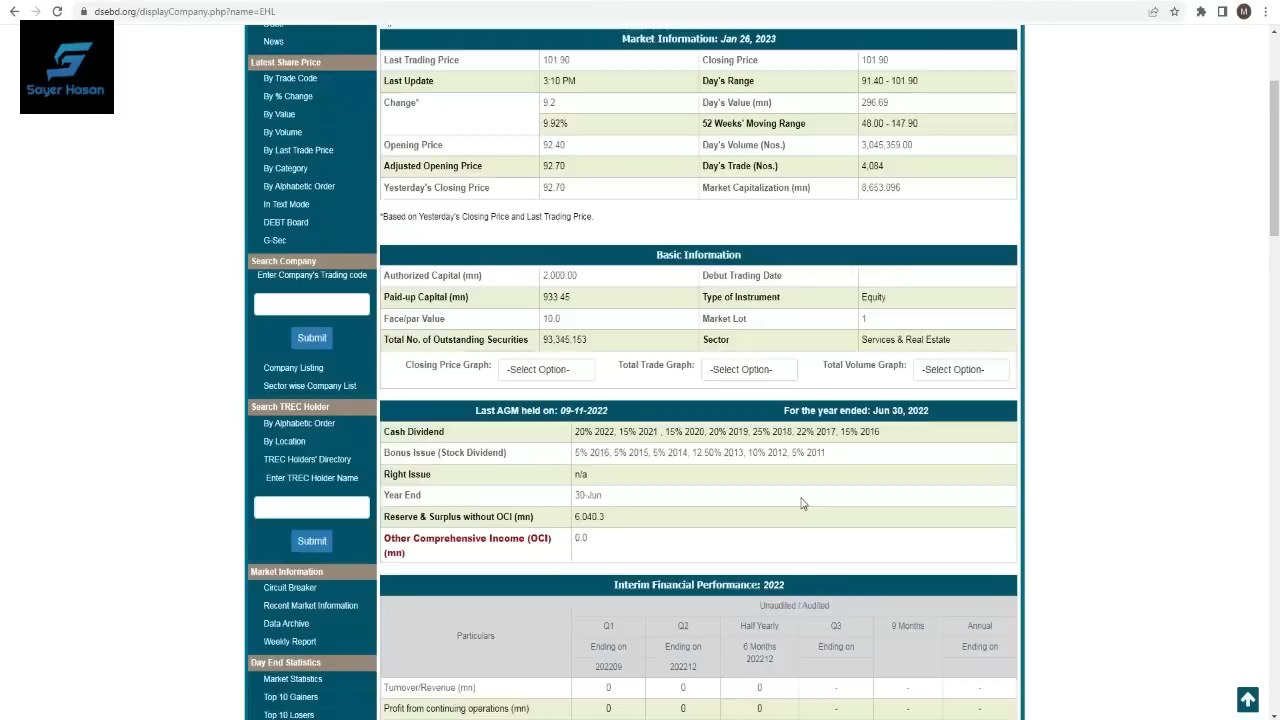 dsebd.org/displayCompany.php?name=EHL
M
Sayer Hasan
News
Latest Share Price
By Trade Code
By % Change
By Value
By Volume
By Last Trade Price
By Category
By Alphabetic Order
In Text Mode
DEBT Board
G-Sec
Search Company
Enter Company's Trading code
Submit
Company Listing
Sector wise Company List
Search TREC Holder
By Alphabetic Order
By Location
TREC Holders' Directory
Enter TREC Holder Name
Submit
Market Information
Circuit Breaker
Recent Market Information
Data Archive
Weekly Report
Day End Statistics
Market Statistics
Top 10 Gainers
Top 10 Losers
Market Information: Jan 26, 2023
Last Trading Price 101.90 Closing Price 101.90
Last Update 3:10 PM Day's Range 91.40 - 101.90
Change* 9.2 Day's Value (mn) 296.69
9.92% 52 Weeks' Moving Range 48.00 - 147.90
Opening Price 92.40 Day's Volume (Nos.) 3,045,359.00
Adjusted Opening Price 92.70 Day's Trade (Nos.) 4,084
Yesterday's Closing Price 92.70 Market Capitalization (mn) 8,653.096
*Based on Yesterday's Closing Price and Last Trading Price.
Basic Information
Authorized Capital (mn) 2,000.00 Debut Trading Date
Paid-up Capital (mn) 933.45 Type of Instrument Equity
Face/par Value 10.0 Market Lot 1
Total No. of Outstanding Securities 93,345,153 Sector Services & Real Estate
Closing Price Graph: -Select Option- Total Trade Graph: -Select Option- Total Volume Graph: -Select Option-
Last AGM held on: 09-11-2022 For the year ended: Jun 30, 2022
Cash Dividend 20% 2022, 15% 2021 , 15% 2020, 20% 2019, 25% 2018, 22% 2017, 15% 2016
Bonus Issue (Stock Dividend) 5% 2016, 5% 2015, 5% 2014, 12.50% 2013, 10% 2012, 5% 2011
Right Issue n/a
Year End 30-Jun
Reserve & Surplus without OCI (mn) 6,040.3
Other Comprehensive Income (OCI) 0.0
(mn)
Interim Financial Performance: 2022
Unaudited / Audited
Particulars Q1 Q2 Half Yearly Q3 9 Months Annual
Ending on Ending on 6 Months Ending on Ending on
202209 202212 202212
Turnover/Revenue (mn) 0 0 0 - - -
Profit from continuing operations (mn) 0 0 0 - - -